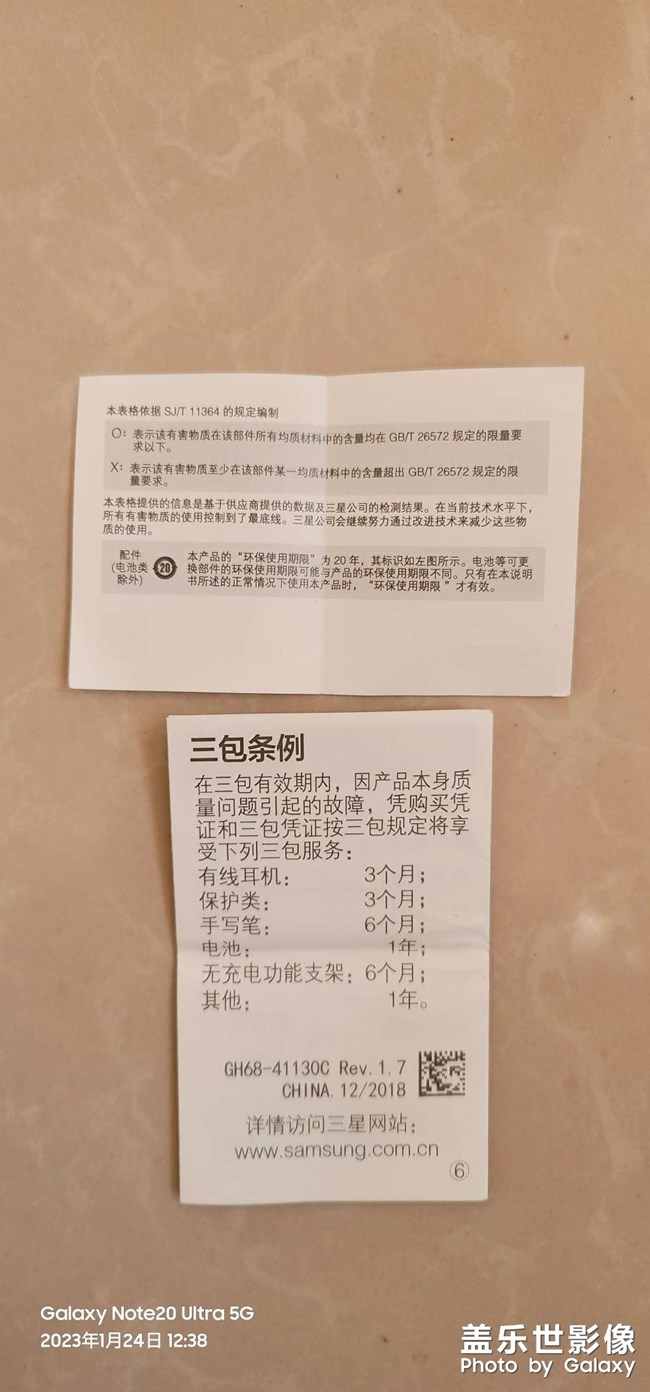 本表格依据 SJ/T 11364 的规定编制
O：表示该有害物质在该部件所有均质材料中的含量均在 GB/T 26572 规定的限量要
求以下。
X：表示该有害物质至少在该部件某一均质材料中的含量超出 GB/T 26572 规定的限
量要求。
本表格提供的信息是基于供应商提供的数据及三星公司的检测结果。在当前技术水平下，
所有有害物质的使用控制到了最底线。三星公司会继续努力通过改进技术来减少这些物
质的使用。
配件
(电池类
除外)
20
本产品的“环保使用期限”为 20 年，其标识如左图所示。电池等可更
换部件的环保使用期限可能与产品的环保使用期限不同。只有在本说明
书所述的正常情况下使用本产品时，“环保使用期限 ”才有效。
三包条例
在三包有效期内，因产品本身质
量问题引起的故障，凭购买凭
证和三包凭证按三包规定将享
受下列三包服务：
有线耳机： 3个月；
保护类： 3个月；
手写笔： 6个月；
电池： 1年；
无充电功能支架：6个月；
其他： 1年。
GH68-41130C Rev.1.7
CHINA.12/2018
详情访问三星网站：
www.samsung.com.cn
⑥
Galaxy Note20 Ultra 5G
2023年1月24日 12:38
盖乐世影像
Photo by Galaxy